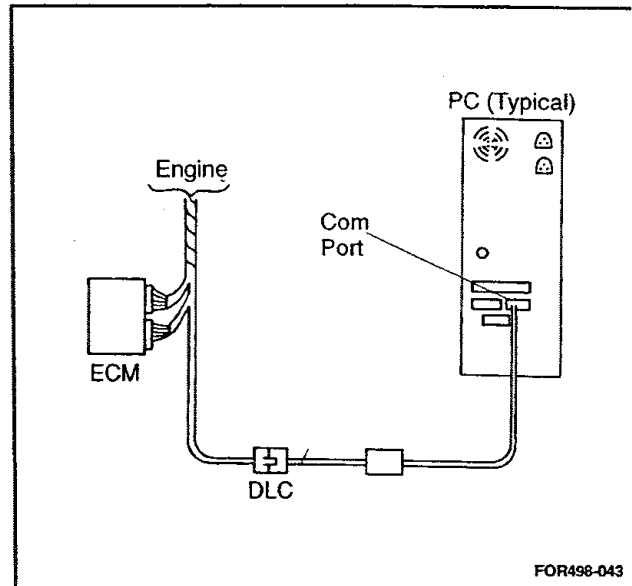 PC (Typical)
Engine
Com
Port
ECM
DLC
FOR498-043